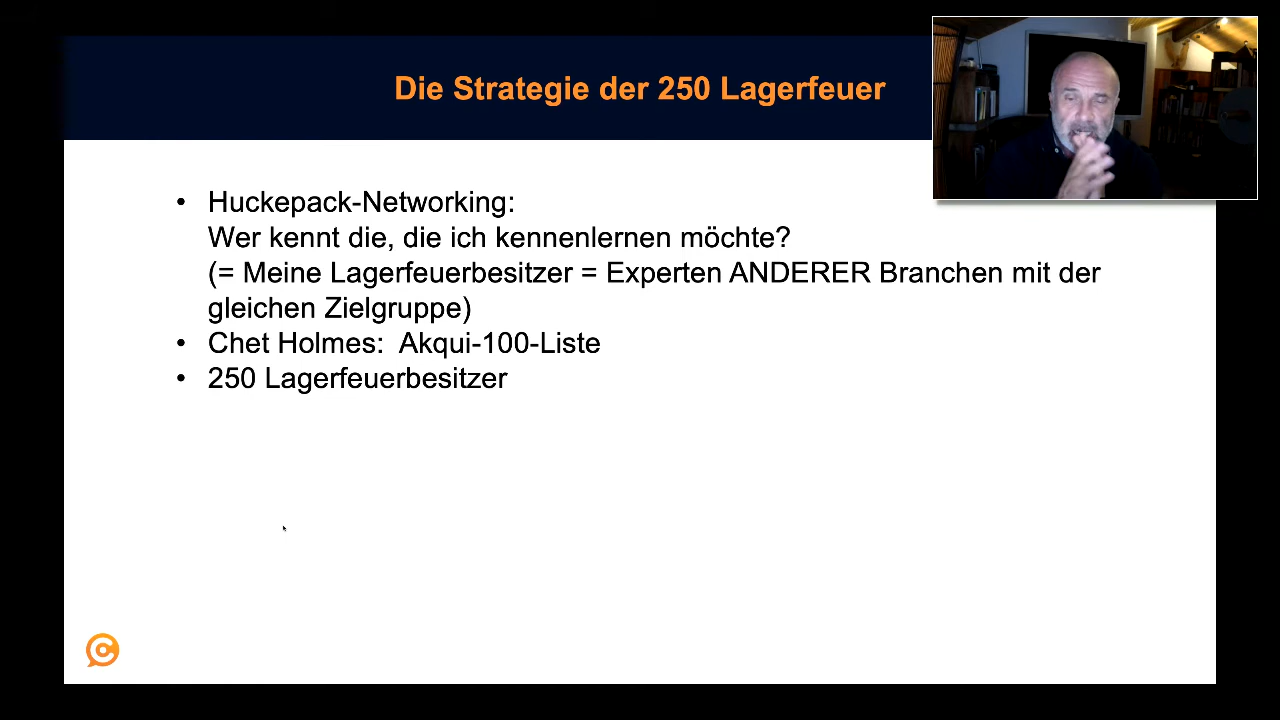 Die Strategie der 250 Lagerfeuer
• Huckepack-Networking:
Wer kennt die, die ich kennenlernen möchte?
(= Meine Lagerfeuerbesitzer = Experten ANDERER Branchen mit der
gleichen Zielgruppe)
• Chet Holmes: Akqui-100-Liste
• 250 Lagerfeuerbesitzer